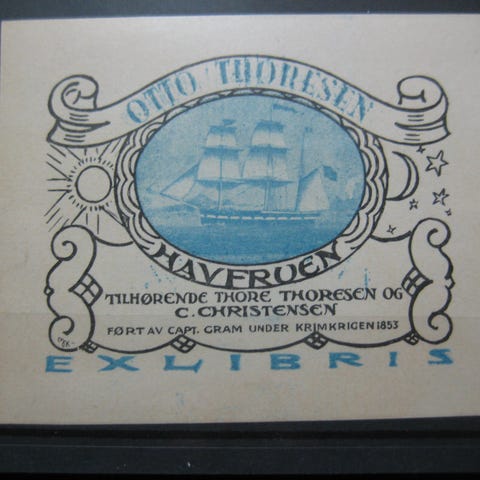 OTTO THORESEN
HAVFRUEN
TILHØRENDE THORE THORESEN OG
C. CHRISTENSEN
FØRT AV CAPT. GRAM UNDER KRIMKRIGEN 1853
EXLIBRIS